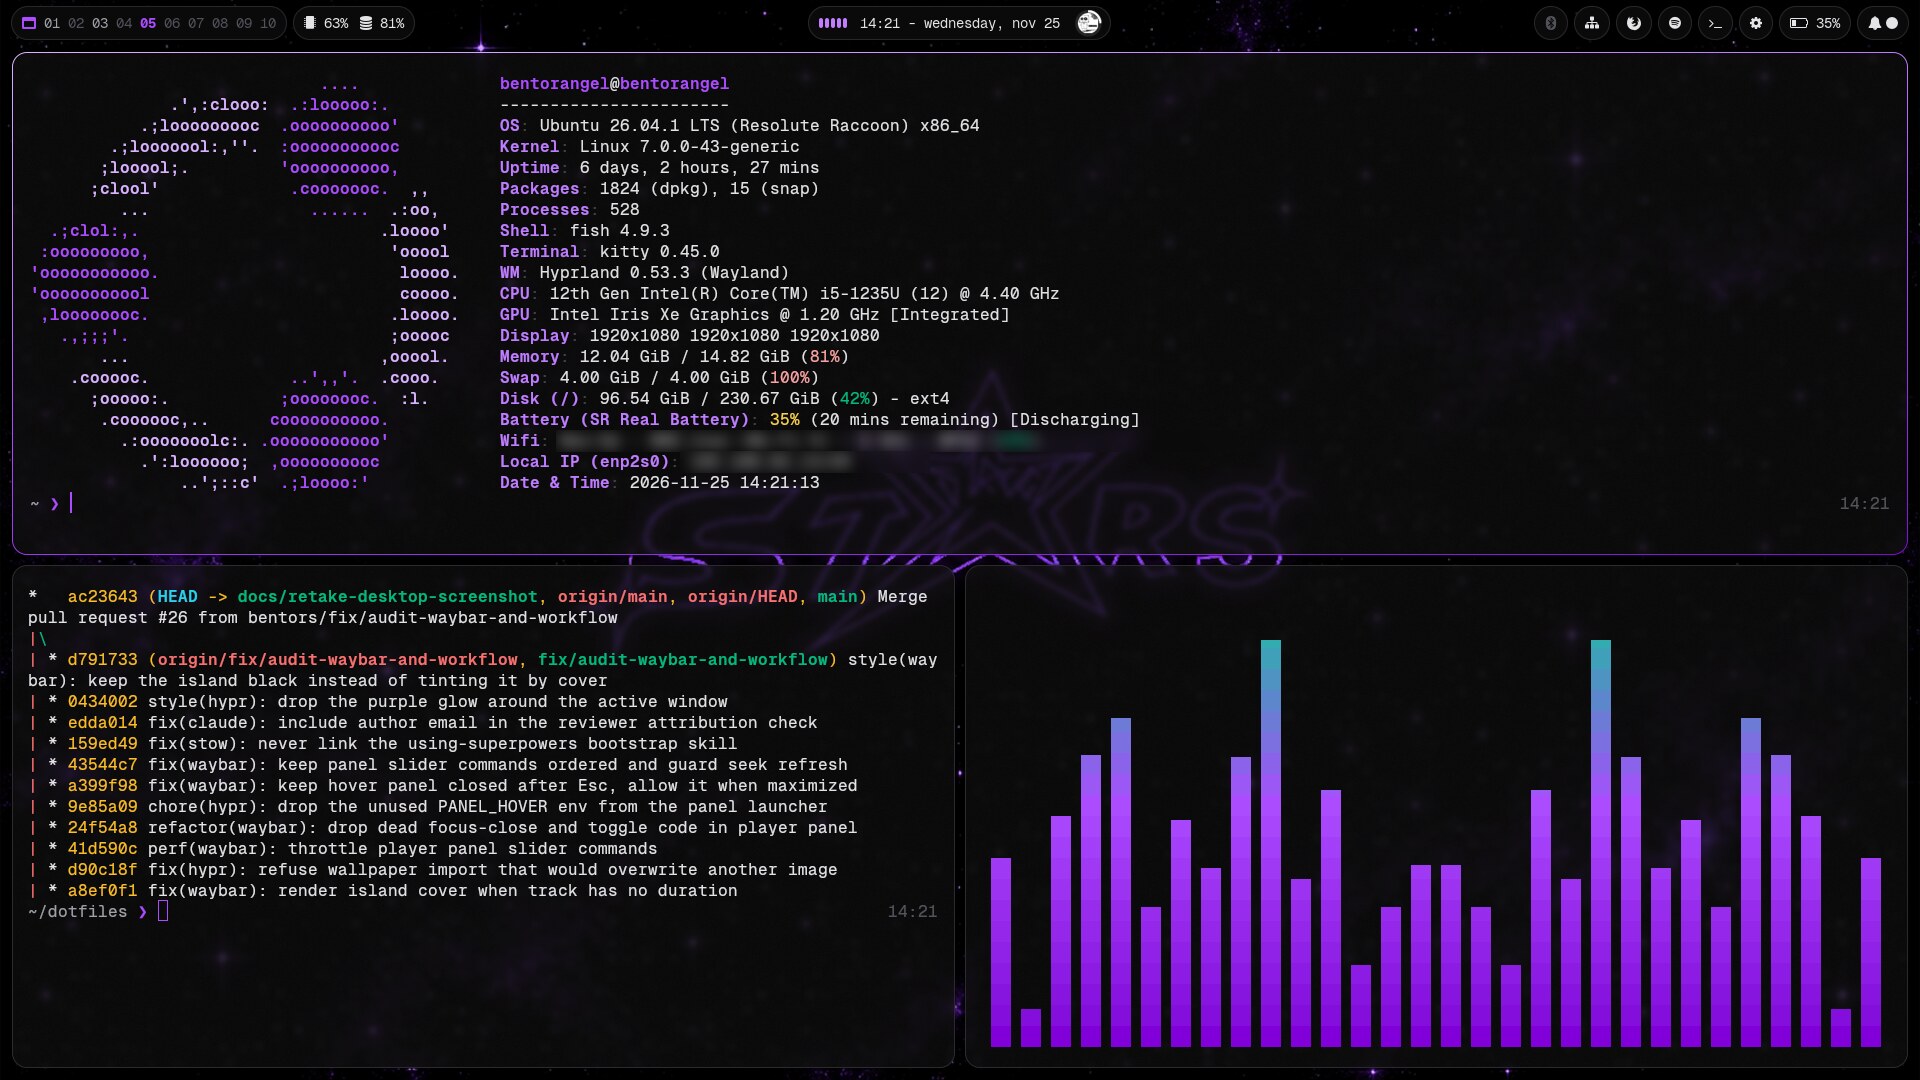 01 02 03 04 05 06 07 08 09 10 63% 81% 14:21 - wednesday, nov 25 >_ 35%
bentorangel@bentorangel
-----------------------
OS: Ubuntu 26.04.1 LTS (Resolute Raccoon) x86_64
Kernel: Linux 7.0.0-43-generic
Uptime: 6 days, 2 hours, 27 mins
Packages: 1824 (dpkg), 15 (snap)
Processes: 528
Shell: fish 4.9.3
Terminal: kitty 0.45.0
WM: Hyprland 0.53.3 (Wayland)
CPU: 12th Gen Intel(R) Core(TM) i5-1235U (12) @ 4.40 GHz
GPU: Intel Iris Xe Graphics @ 1.20 GHz [Integrated]
Display: 1920x1080 1920x1080 1920x1080
Memory: 12.04 GiB / 14.82 GiB (81%)
Swap: 4.00 GiB / 4.00 GiB (100%)
Disk (/): 96.54 GiB / 230.67 GiB (42%) - ext4
Battery (SR Real Battery): 35% (20 mins remaining) [Discharging]
Wifi:
Local IP (enp2s0):
Date & Time: 2026-11-25 14:21:13
~ ❯ 14:21
STARS
*   ac23643 (HEAD -> docs/retake-desktop-screenshot, origin/main, origin/HEAD, main) Merge
pull request #26 from bentors/fix/audit-waybar-and-workflow
|\
| * d791733 (origin/fix/audit-waybar-and-workflow, fix/audit-waybar-and-workflow) style(way
bar): keep the island black instead of tinting it by cover
| * 0434002 style(hypr): drop the purple glow around the active window
| * edda014 fix(claude): include author email in the reviewer attribution check
| * 159ed49 fix(stow): never link the using-superpowers bootstrap skill
| * 43544c7 fix(waybar): keep panel slider commands ordered and guard seek refresh
| * a399f98 fix(waybar): keep hover panel closed after Esc, allow it when maximized
| * 9e85a09 chore(hypr): drop the unused PANEL_HOVER env from the panel launcher
| * 24f54a8 refactor(waybar): drop dead focus-close and toggle code in player panel
| * 41d590c perf(waybar): throttle player panel slider commands
| * d90c18f fix(hypr): refuse wallpaper import that would overwrite another image
| * a8ef0f1 fix(waybar): render island cover when track has no duration
~/dotfiles ❯ 14:21